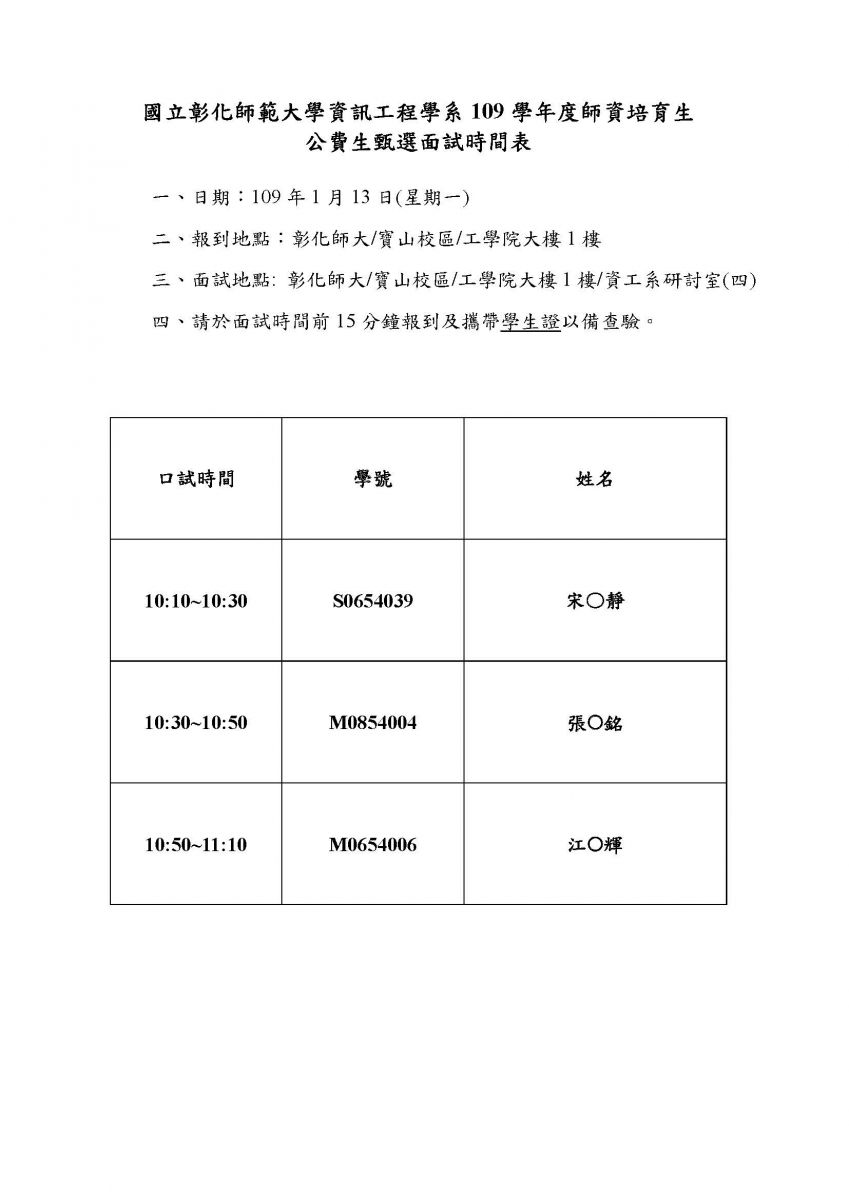 國立彰化師範大學資訊工程學系 109 學年度師資培育生
公費生甄選面試時間表
一、日期：109 年 1 月 13 日(星期一)
二、報到地點：彰化師大/寶山校區/工學院大樓 1 樓
三、面試地點: 彰化師大/寶山校區/工學院大樓 1 樓/資工系研討室(四)
四、請於面試時間前 15 分鐘報到及攜帶學生證以備查驗。
口試時間 學號 姓名
10:10~10:30 S0654039 宋〇靜
10:30~10:50 M0854004 張〇銘
10:50~11:10 M0654006 江〇輝